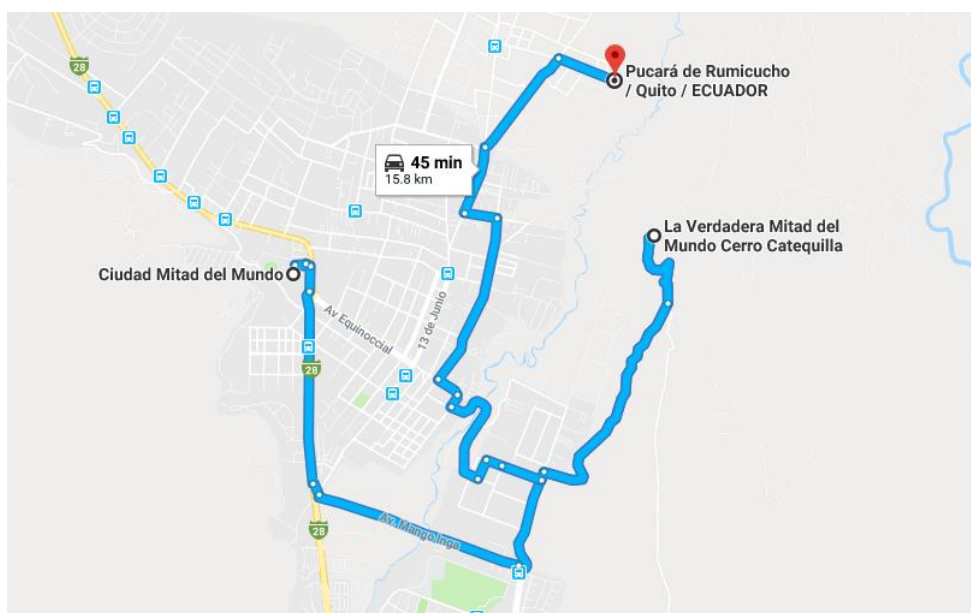 28
Pucará de Rumicucho
/ Quito / ECUADOR
45 min
15.8 km
La Verdadera Mitad del
Mundo Cerro Catequilla
Ciudad Mitad del Mundo
Av Equinoccial
13 de Junio
28
Av. Mango Inga
28